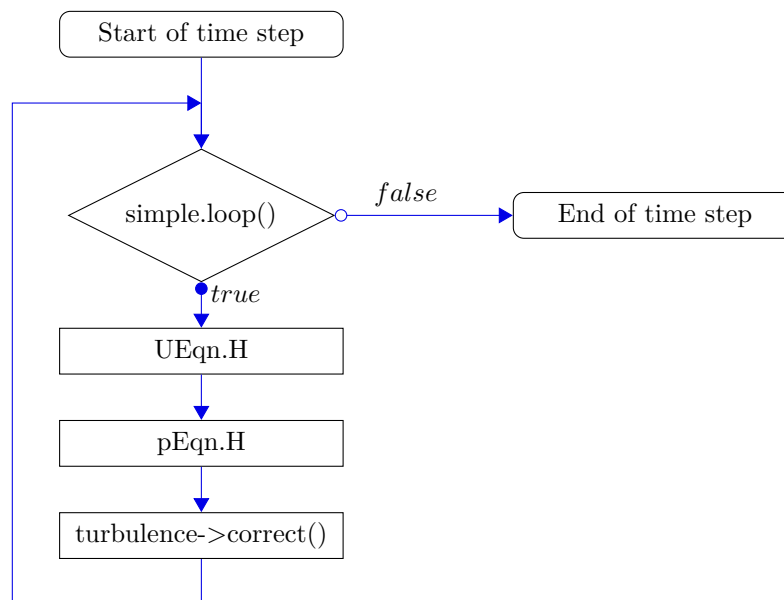 Start of time step
simple.loop()
false
End of time step
true
UEqn.H
pEqn.H
turbulence->correct()